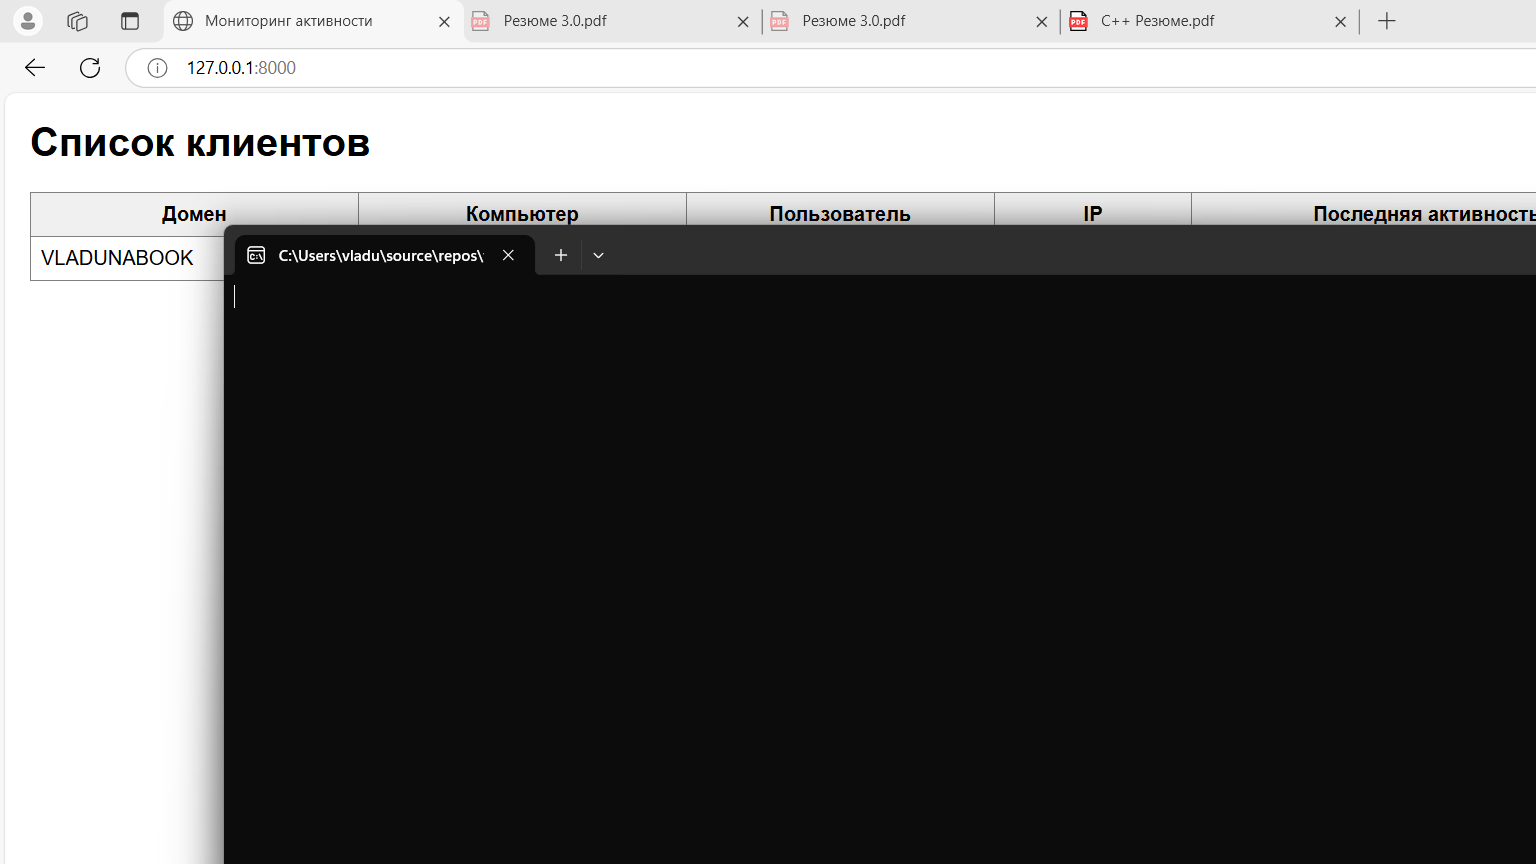 Мониторинг активности
Резюме 3.0.pdf
Резюме 3.0.pdf
C++ Резюме.pdf
127.0.0.1:8000
Список клиентов
Домен Компьютер Пользователь IP Последняя активность
VLADUNABOOK
C:\Users\vladu\source\repos\